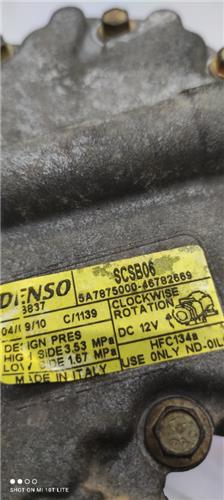 DENSO
SCSB06
5A7875000-46782669
8837
CLOCKWISE
ROTATION
04/09/10 C/1139
DC 12V
DESIGN PRES
HIGH SIDE 3.53 MPa
LOW SIDE 1.67 MPa
HFC134a
USE ONLY ND-OIL
MADE IN ITALY
SHOT ON MI 10T LITE